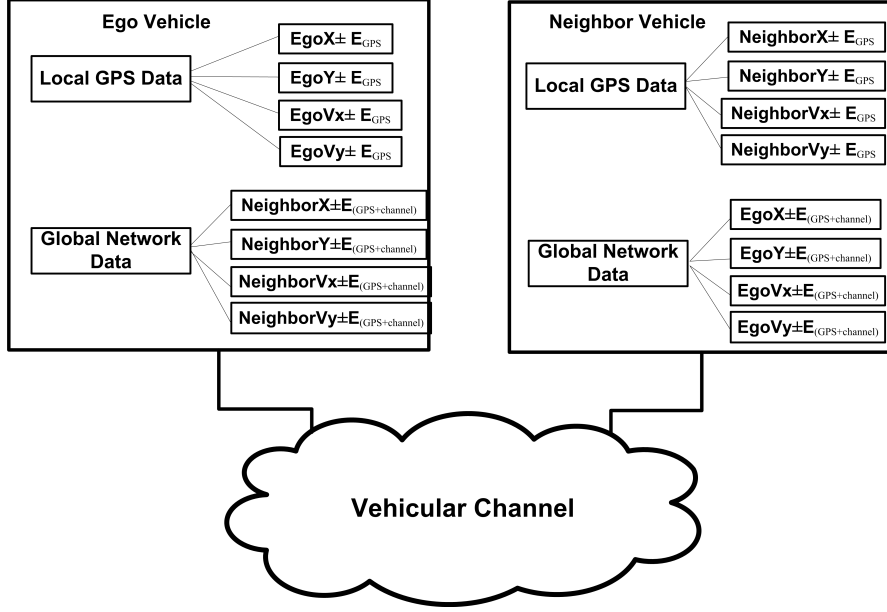 Ego Vehicle
Local GPS Data
EgoX± E_GPS
EgoY± E_GPS
EgoVx± E_GPS
EgoVy± E_GPS
Global Network
Data
NeighborX±E_(GPS+channel)
NeighborY±E_(GPS+channel)
NeighborVx±E_(GPS+channel)
NeighborVy±E_(GPS+channel)
Neighbor Vehicle
Local GPS Data
NeighborX± E_GPS
NeighborY± E_GPS
NeighborVx± E_GPS
NeighborVy± E_GPS
Global Network
Data
EgoX±E_(GPS+channel)
EgoY±E_(GPS+channel)
EgoVx±E_(GPS+channel)
EgoVy±E_(GPS+channel)
Vehicular Channel